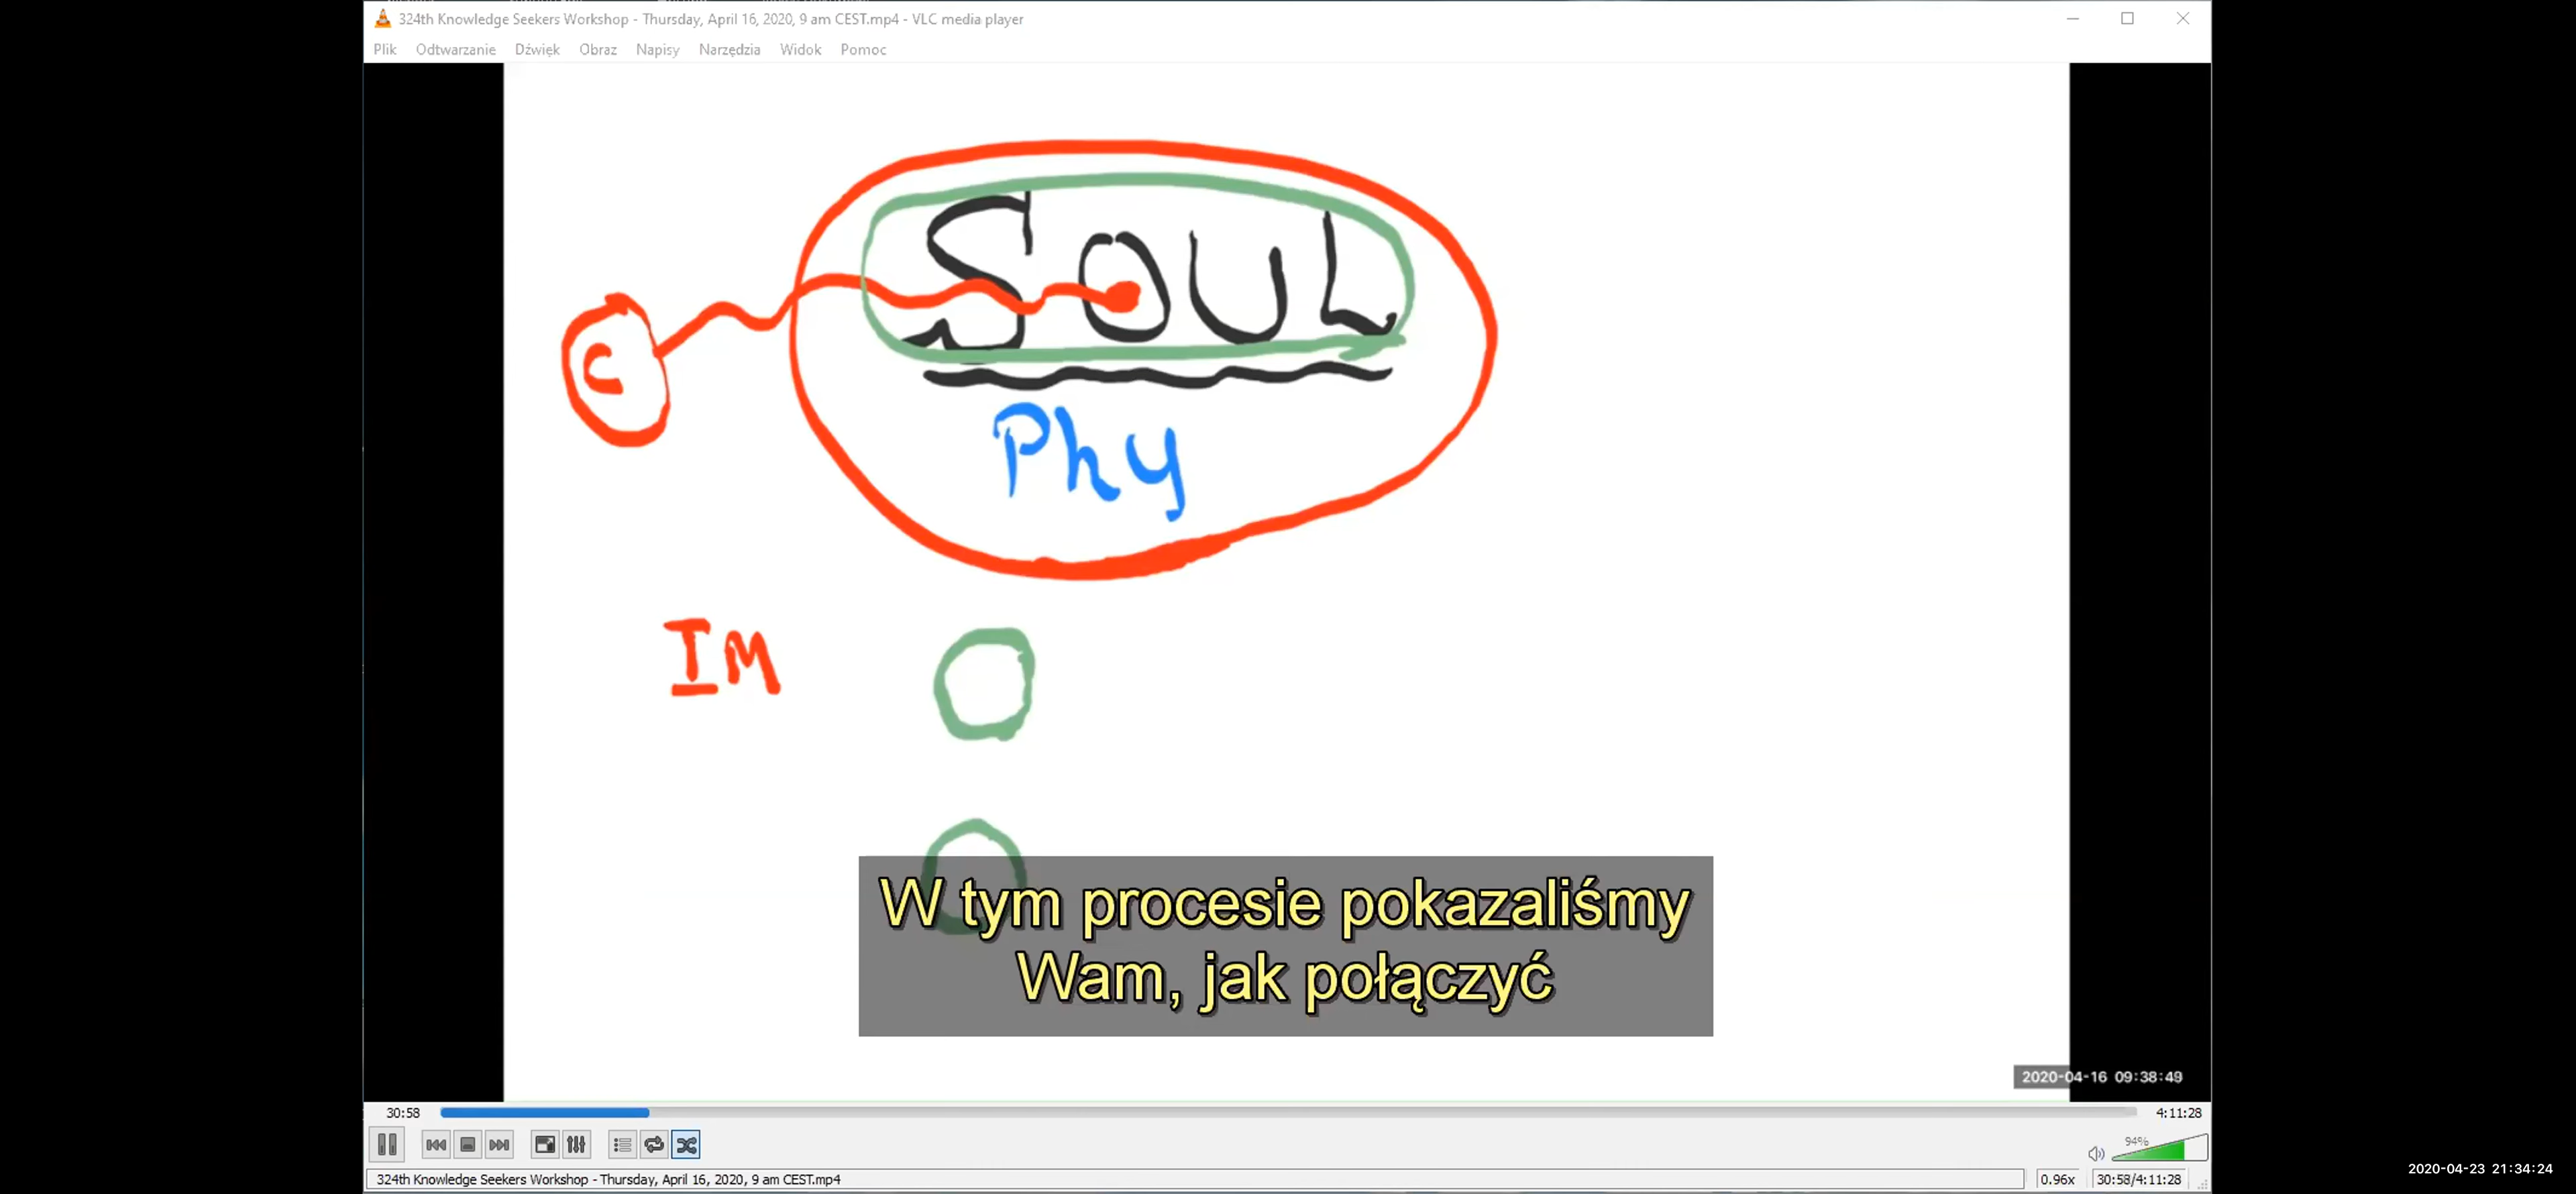 324th Knowledge Seekers Workshop - Thursday, April 16, 2020, 9 am CEST.mp4 - VLC media player
Plik Odtwarzanie Dźwięk Obraz Napisy Narzędzia Widok Pomoc
SOUL
C
Phy
IM
W tym procesie pokazaliśmy
Wam, jak połączyć
2020-04-16 09:38:49
30:58
4:11:28
94%
2020-04-23 21:34:24
324th Knowledge Seekers Workshop - Thursday, April 16, 2020, 9 am CEST.mp4
0.96x
30:58/4:11:28